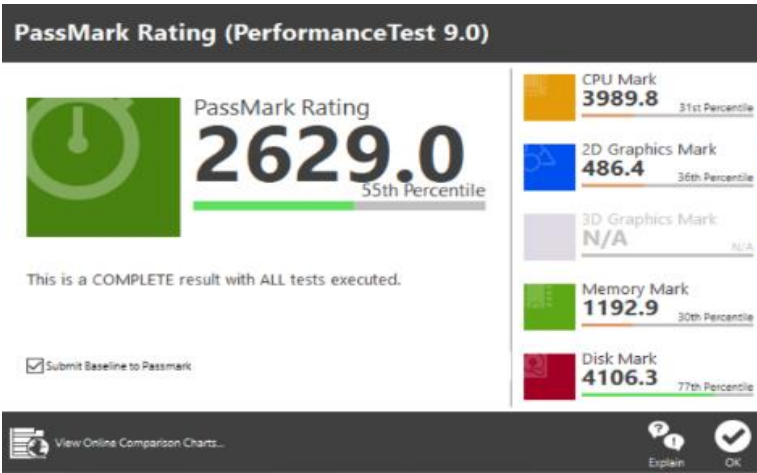 PassMark Rating (PerformanceTest 9.0)
PassMark Rating
2629.0
55th Percentile
This is a COMPLETE result with ALL tests executed.
Submit Baseline to Passmark
CPU Mark
3989.8
31st Percentile
2D Graphics Mark
486.4
36th Percentile
3D Graphics Mark
N/A
N/A
Memory Mark
1192.9
30th Percentile
Disk Mark
4106.3
77th Percentile
View Online Comparison Charts...
Explain
OK